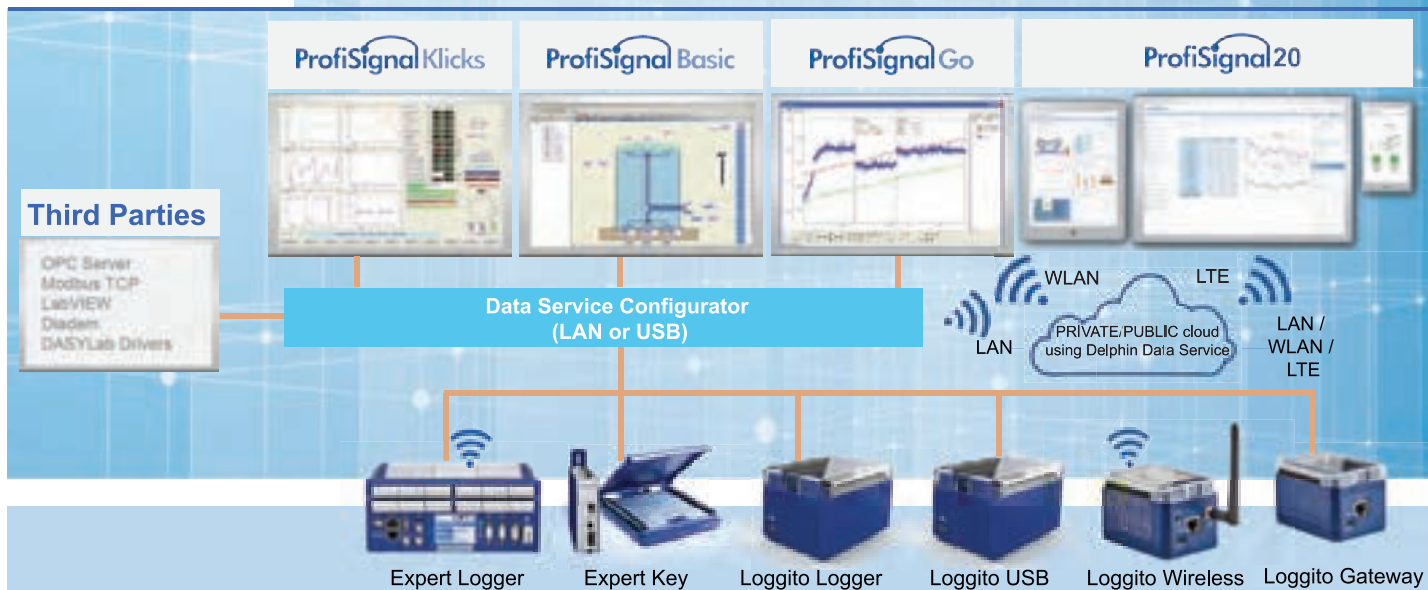 ProfiSignal Klicks
ProfiSignal Basic
ProfiSignal Go
ProfiSignal 20
Third Parties
OPC Server
Modbus TCP
LabVIEW
Diadem
DASYLab Drivers
Data Service Configurator
(LAN or USB)
WLAN
LTE
LAN
PRIVATE/PUBLIC cloud
using Delphin Data Service
LAN /
WLAN /
LTE
Expert Logger
Expert Key
Loggito Logger
Loggito USB
Loggito Wireless
Loggito Gateway